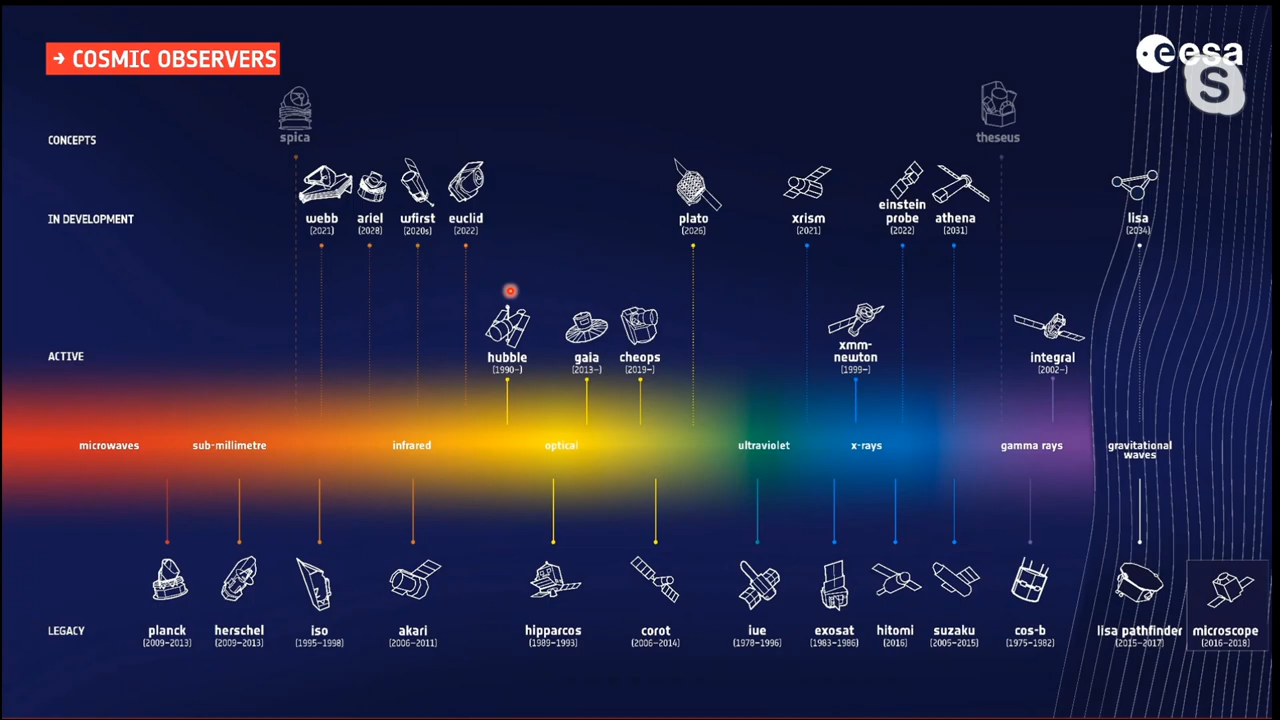 → COSMIC OBSERVERS
esa
S
CONCEPTS
spica
theseus
IN DEVELOPMENT
webb
(2021)
ariel
(2028)
wfirst
(2020s)
euclid
(2022)
plato
(2026)
xrism
(2021)
einstein
probe
(2022)
athena
(2031)
lisa
(2034)
ACTIVE
hubble
(1990-)
gaia
(2013-)
cheops
(2019-)
xmm-
newton
(1999-)
integral
(2002-)
microwaves
sub-millimetre
infrared
optical
ultraviolet
x-rays
gamma rays
gravitational
waves
LEGACY
planck
(2009-2013)
herschel
(2009-2013)
iso
(1995-1998)
akari
(2006-2011)
hipparcos
(1989-1993)
corot
(2006-2014)
iue
(1978-1996)
exosat
(1983-1986)
hitomi
(2016)
suzaku
(2005-2015)
cos-b
(1975-1982)
lisa pathfinder
(2015-2017)
microscope
(2016-2018)